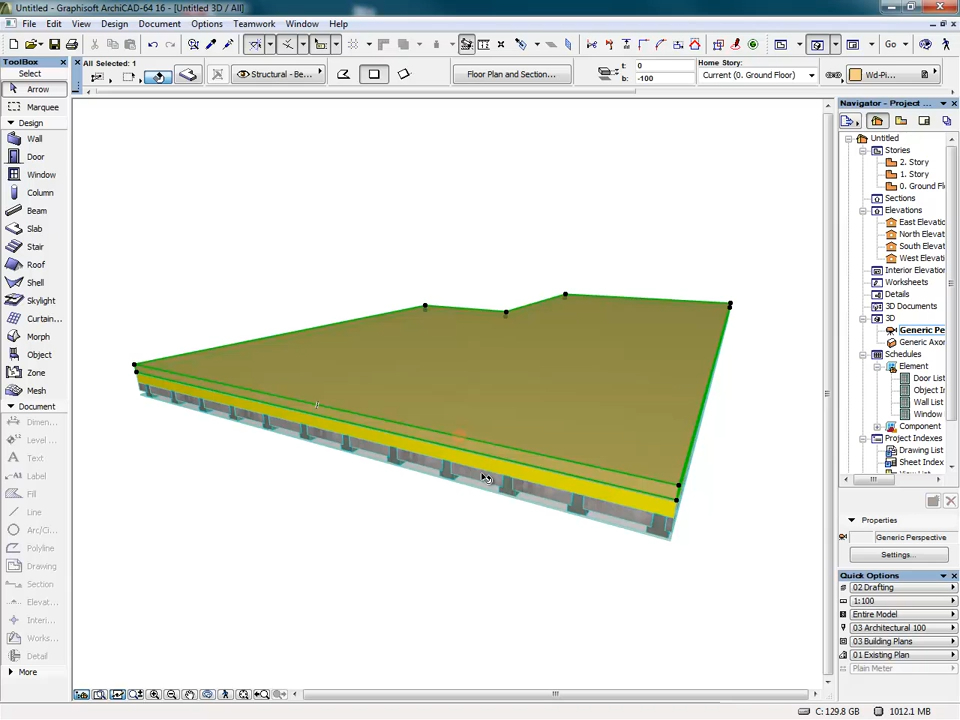 Untitled - Graphisoft ArchiCAD-64 16 - [Untitled 3D / All]
File Edit View Design Document Options Teamwork Window Help
Go
ToolBox
Select
Arrow
Marquee
Design
Wall
Door
Window
Column
Beam
Slab
Stair
Roof
Shell
Skylight
Curtain...
Morph
Object
Zone
Mesh
Document
Dimen...
Level ...
Text
Label
Fill
Line
Arc/Ci...
Polyline
Drawing
Section
Elevat...
Interi...
Works...
Detail
More
All Selected: 1
Structural - Be...
Floor Plan and Section...
t: 0
b: -100
Home Story:
Current (0. Ground Floor)
Wd-Pi...
Navigator - Project ...
Untitled
Stories
2. Story
1. Story
0. Ground Fl
Sections
Elevations
East Elevatio
North Elevat
South Elevat
West Elevati
Interior Elevatio
Worksheets
Details
3D Documents
3D
Generic Pe
Generic Axon
Schedules
Element
Door List
Object In
Wall List
Window
Component
Project Indexes
Drawing List
Sheet Index
Properties
Generic Perspective
Settings...
Quick Options
02 Drafting
1:100
Entire Model
03 Architectural 100
03 Building Plans
01 Existing Plan
Plain Meter
C: 129.8 GB
1012.1 MB